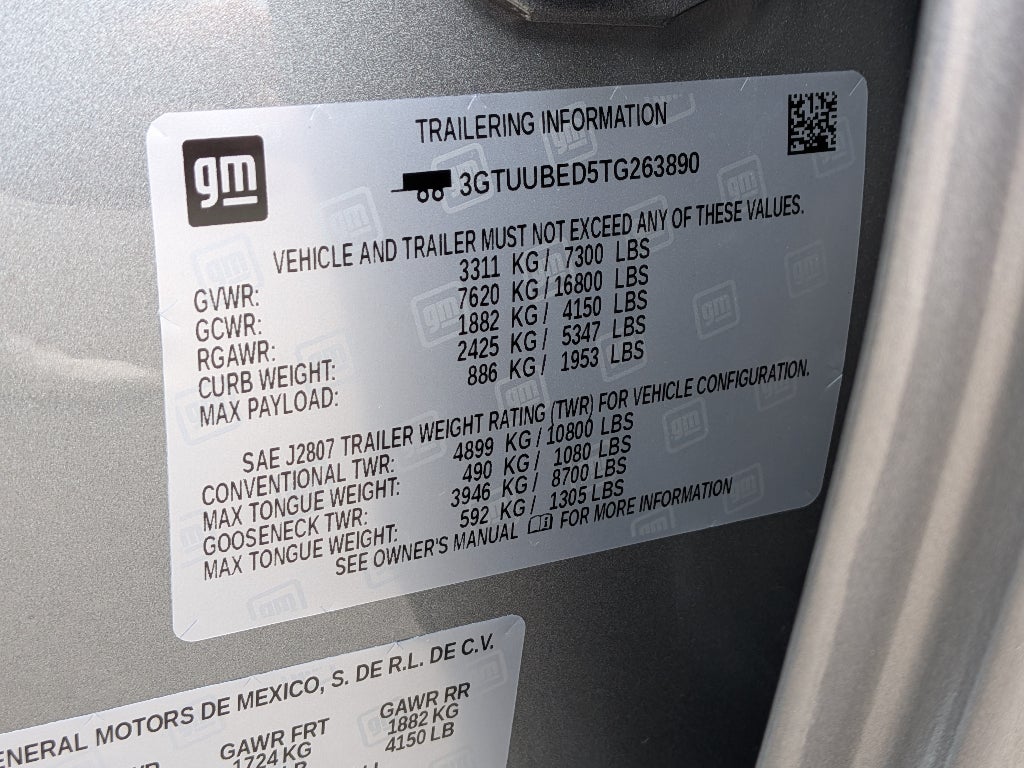 gm
TRAILERING INFORMATION
3GTUUBED5TG263890
VEHICLE AND TRAILER MUST NOT EXCEED ANY OF THESE VALUES.
GVWR: 3311 KG / 7300 LBS
GCWR: 7620 KG / 16800 LBS
RGAWR: 1882 KG / 4150 LBS
CURB WEIGHT: 2425 KG / 5347 LBS
MAX PAYLOAD: 886 KG / 1953 LBS
SAE J2807 TRAILER WEIGHT RATING (TWR) FOR VEHICLE CONFIGURATION.
CONVENTIONAL TWR: 4899 KG / 10800 LBS
MAX TONGUE WEIGHT: 490 KG / 1080 LBS
GOOSENECK TWR: 3946 KG / 8700 LBS
MAX TONGUE WEIGHT: 592 KG / 1305 LBS
SEE OWNER'S MANUAL FOR MORE INFORMATION
MOTORS DE MEXICO, S. DE R.L. DE C.V.
GAWR FRT GAWR RR
1724 KG 1882 KG
4150 LB